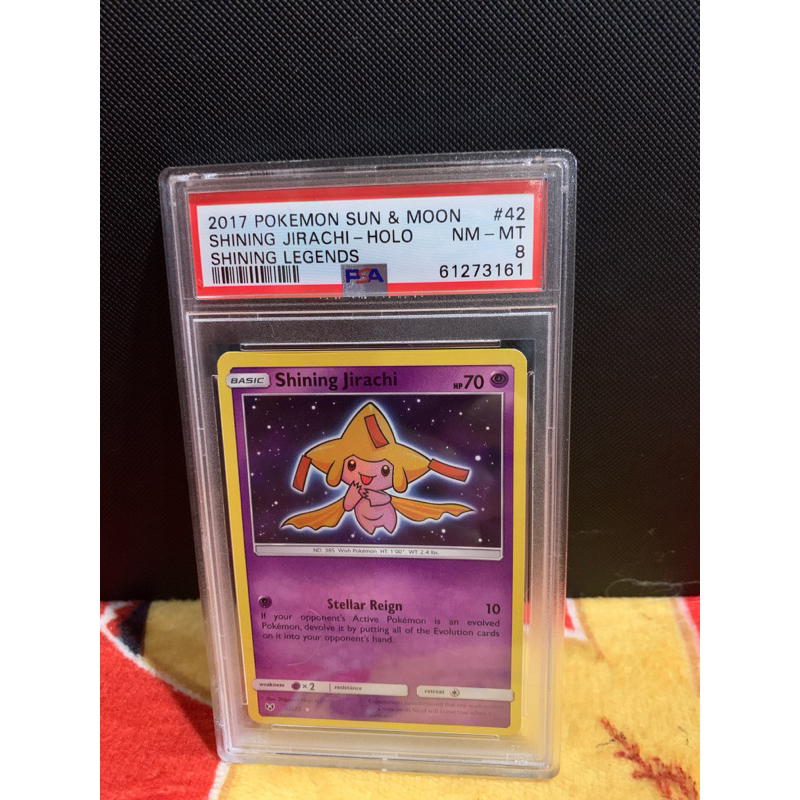 2017 POKEMON SUN & MOON #42
SHINING JIRACHI-HOLO NM-MT
SHINING LEGENDS 8
PSA 61273161
BASIC Shining Jirachi HP 70
NO. 385 Wish Pokémon HT 1'00" WT 2.4 lbs.
Stellar Reign 10
If your opponent's Active Pokémon is an evolved
Pokémon, devolve it by putting all of the Evolution cards
on it into your opponent's hand.
weakness ×2 resistance retreat